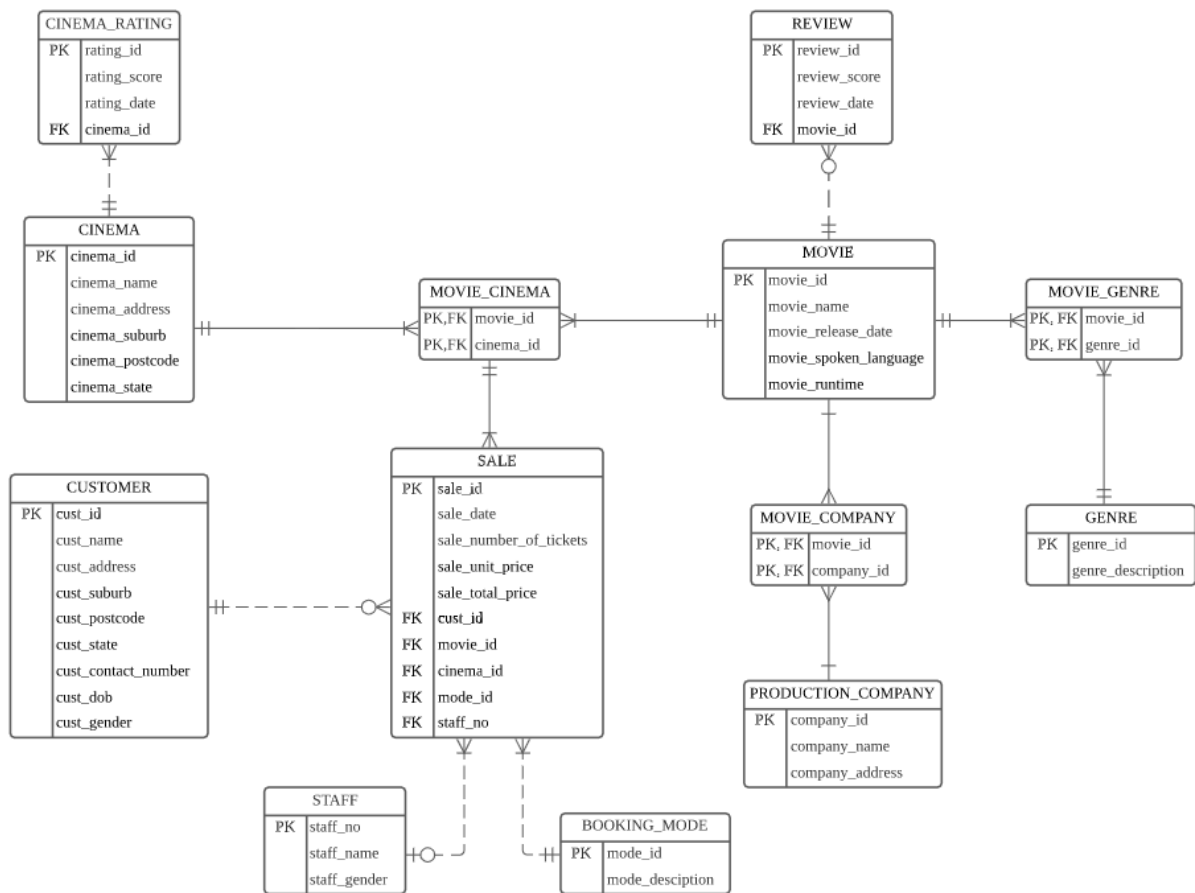 CINEMA_RATING
PK rating_id
rating_score
rating_date
FK cinema_id
REVIEW
PK review_id
review_score
review_date
FK movie_id
CINEMA
PK cinema_id
cinema_name
cinema_address
cinema_suburb
cinema_postcode
cinema_state
MOVIE_CINEMA
PK,FK movie_id
PK,FK cinema_id
MOVIE
PK movie_id
movie_name
movie_release_date
movie_spoken_language
movie_runtime
MOVIE_GENRE
PK, FK movie_id
PK, FK genre_id
CUSTOMER
PK cust_id
cust_name
cust_address
cust_suburb
cust_postcode
cust_state
cust_contact_number
cust_dob
cust_gender
SALE
PK sale_id
sale_date
sale_number_of_tickets
sale_unit_price
sale_total_price
FK cust_id
FK movie_id
FK cinema_id
FK mode_id
FK staff_no
MOVIE_COMPANY
PK, FK movie_id
PK, FK company_id
GENRE
PK genre_id
genre_description
PRODUCTION_COMPANY
PK company_id
company_name
company_address
STAFF
PK staff_no
staff_name
staff_gender
BOOKING_MODE
PK mode_id
mode_desciption